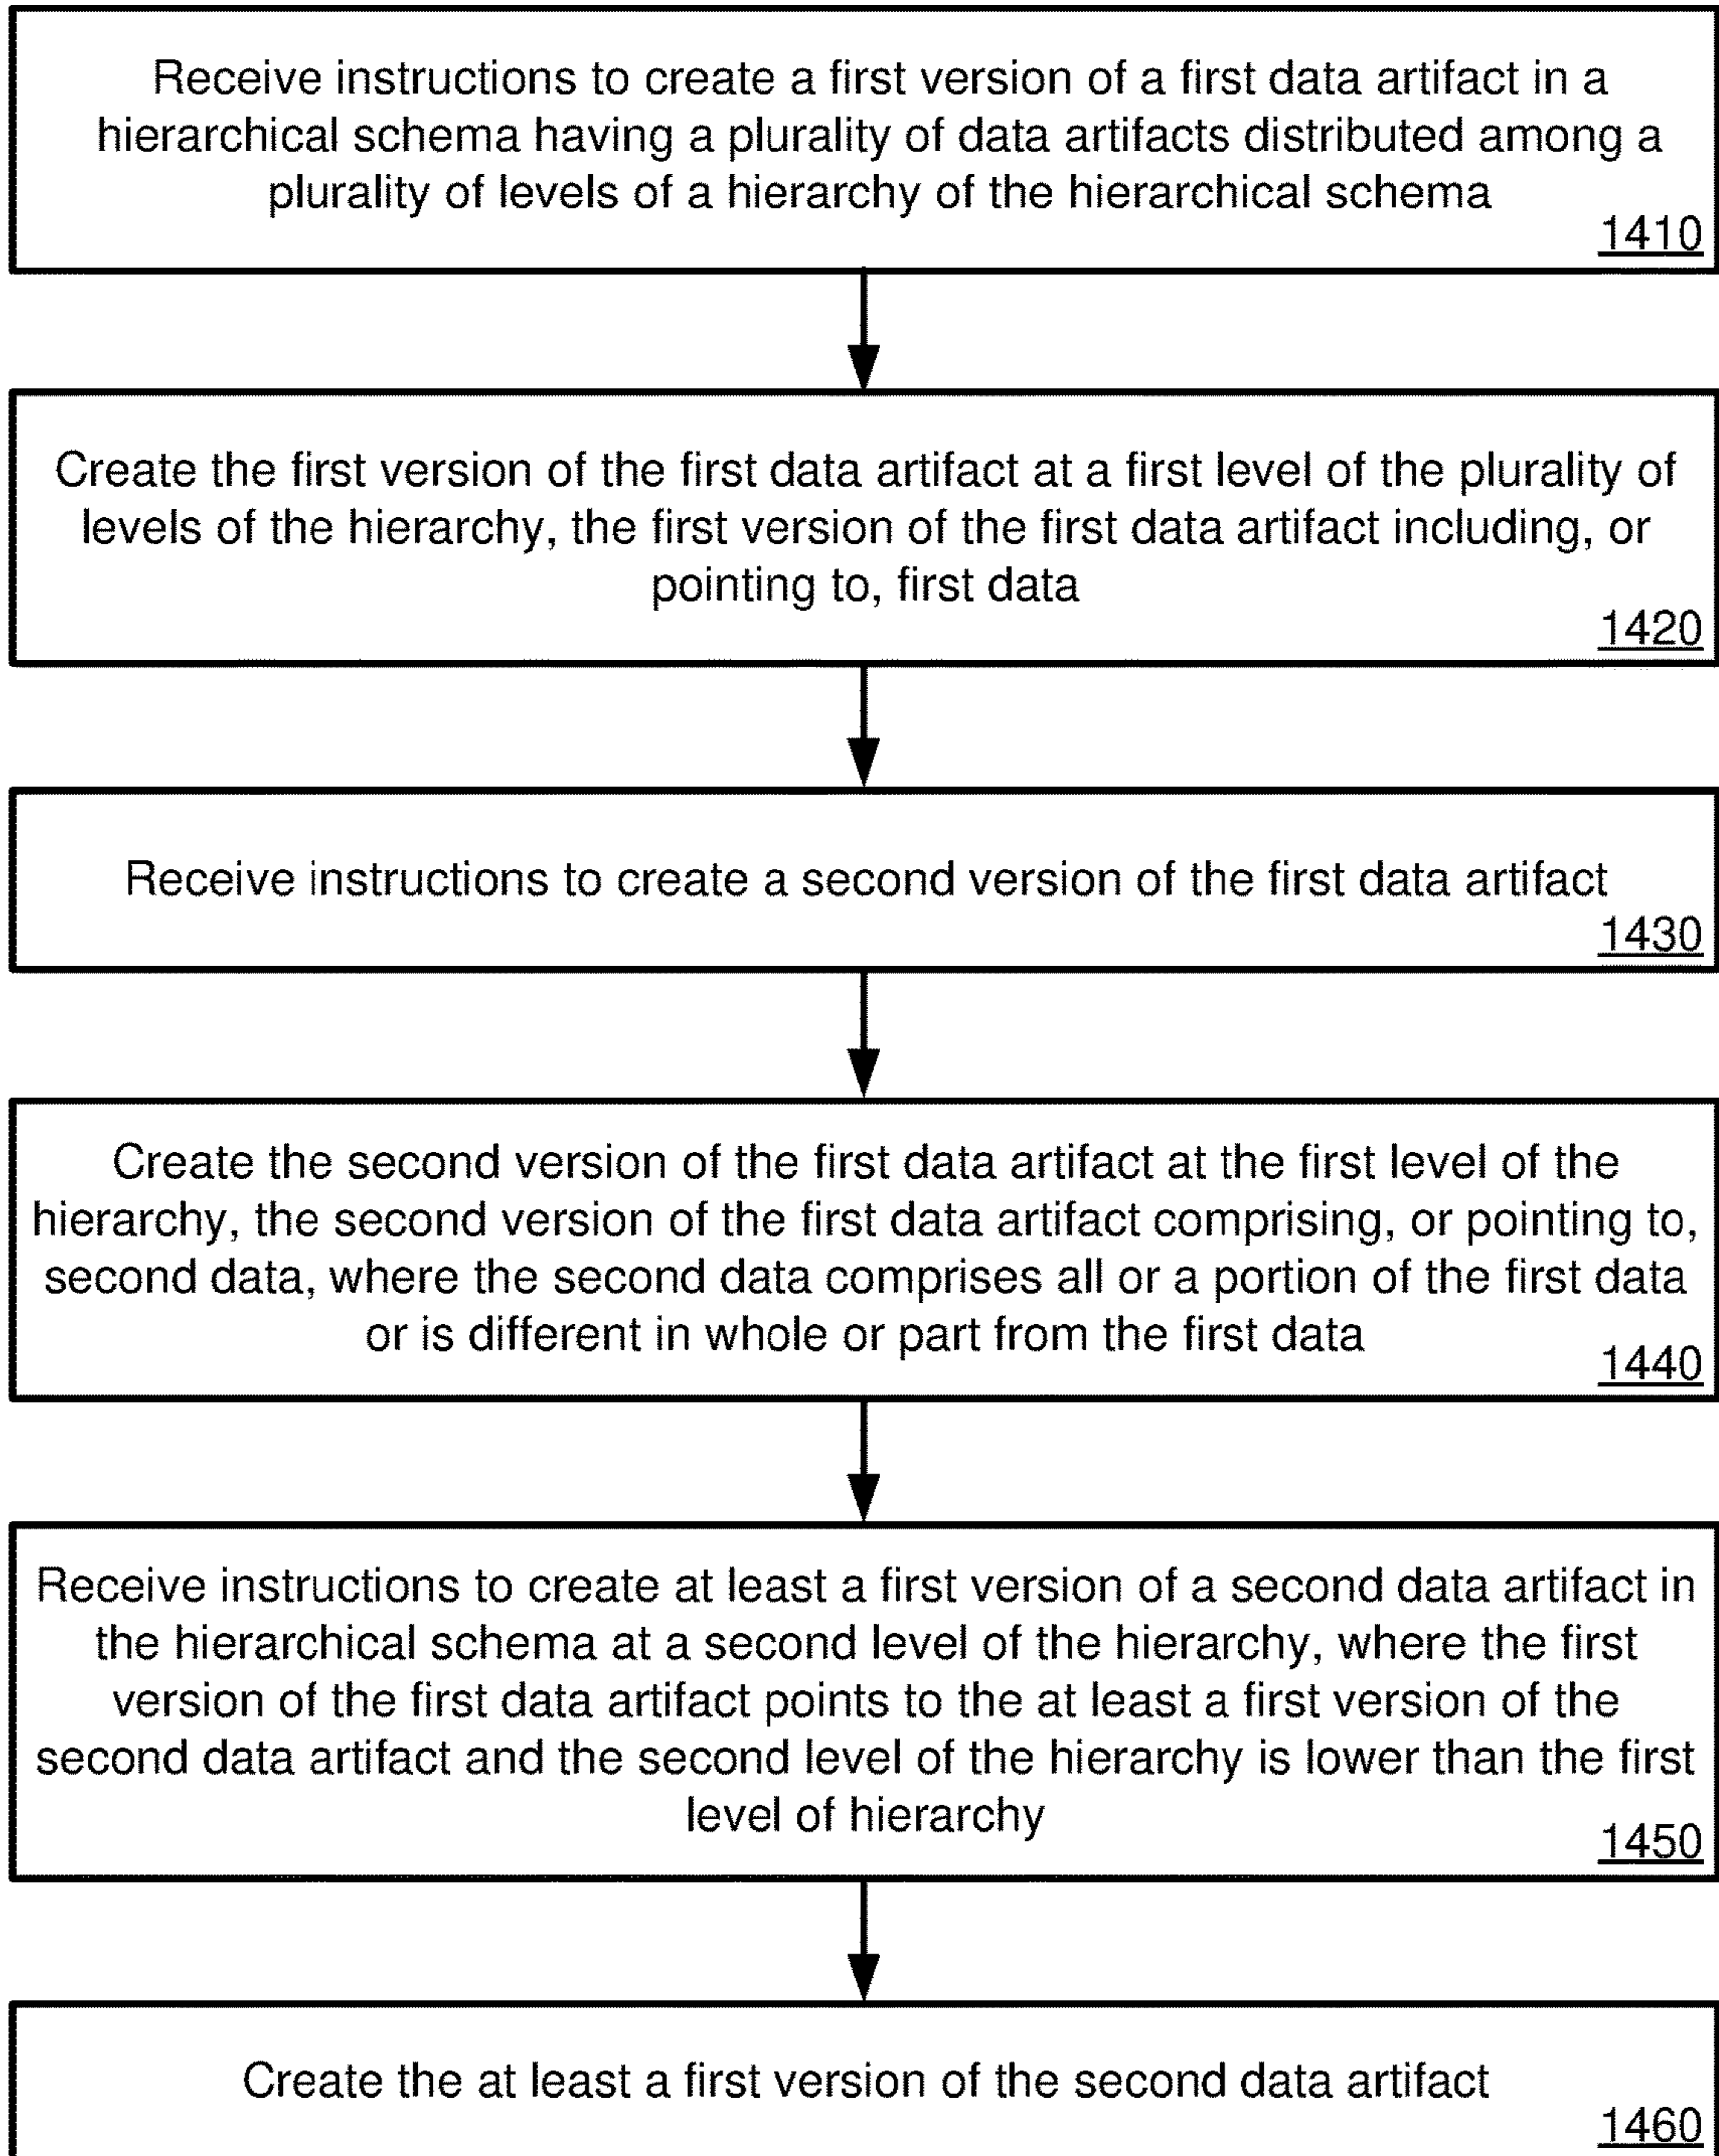 Receive instructions to create a first version of a first data artifact in a
hierarchical schema having a plurality of data artifacts distributed among a
plurality of levels of a hierarchy of the hierarchical schema
1410
Create the first version of the first data artifact at a first level of the plurality of
levels of the hierarchy, the first version of the first data artifact including, or
pointing to, first data
1420
Receive instructions to create a second version of the first data artifact
1430
Create the second version of the first data artifact at the first level of the
hierarchy, the second version of the first data artifact comprising, or pointing to,
second data, where the second data comprises all or a portion of the first data
or is different in whole or part from the first data
1440
Receive instructions to create at least a first version of a second data artifact in
the hierarchical schema at a second level of the hierarchy, where the first
version of the first data artifact points to the at least a first version of the
second data artifact and the second level of the hierarchy is lower than the first
level of hierarchy
1450
Create the at least a first version of the second data artifact
1460